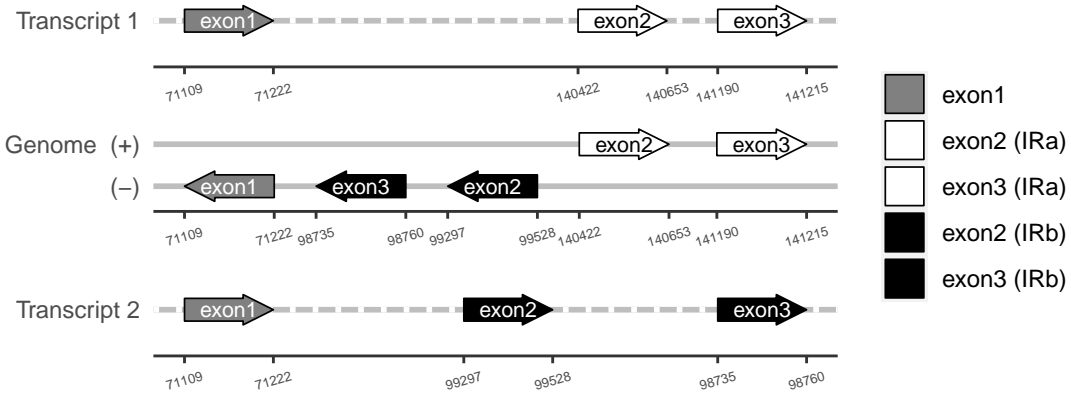 Transcript 1 exon1 exon2 exon3
71109 71222 140422 140653 141190 141215
Genome (+) exon2 exon3
(−) exon1 exon3 exon2
71109 71222 98735 98760 99297 99528 140422 140653 141190 141215
Transcript 2 exon1 exon2 exon3
71109 71222 99297 99528 98735 98760
exon1
exon2 (IRa)
exon3 (IRa)
exon2 (IRb)
exon3 (IRb)